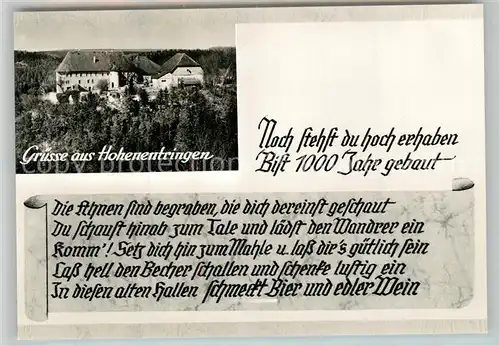 Grüsse aus Hohenentringen
Noch stehst du hoch erhaben
Bist 1000 Jahr gebaut
Die Ahnen sind begraben, die dich dereinst geschaut
Du schaust hinab zum Tale und lädst den Wandrer ein
Komm'! Setz dich hin zum Mahle u. laß dir's gütlich sein
Laß hell den Becher schallen und schenke lustig ein
In diesen alten Hallen schmeckt Bier und edler Wein